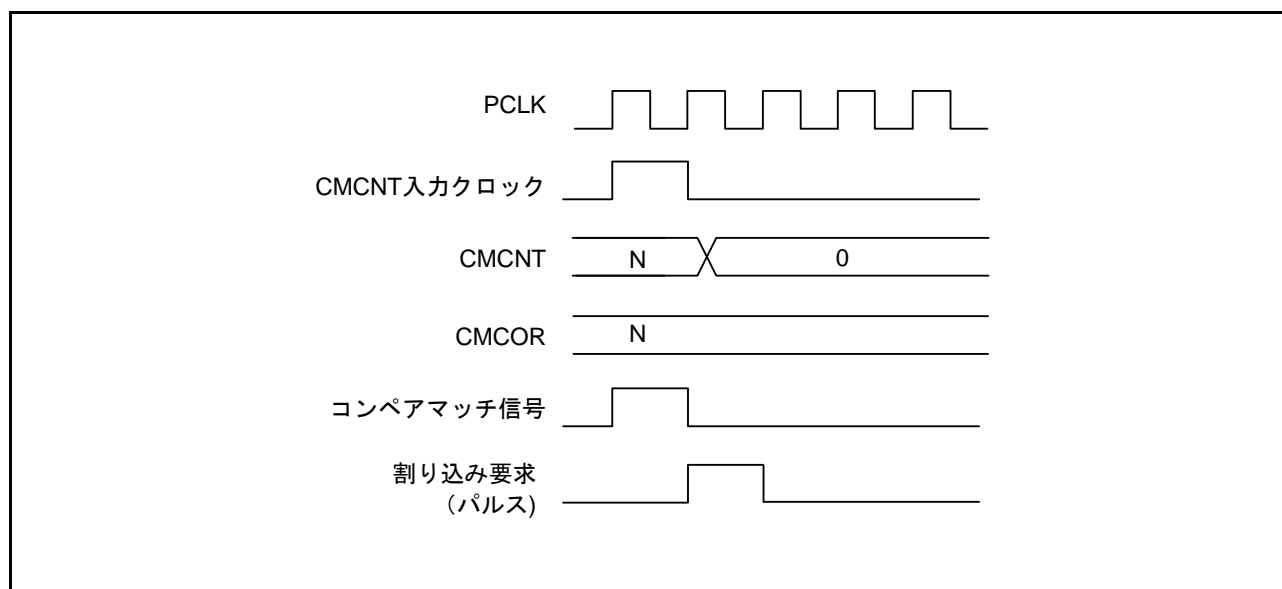 PCLK
CMCNT入力クロック
CMCNT N 0
CMCOR N
コンペアマッチ信号
割り込み要求
（パルス)